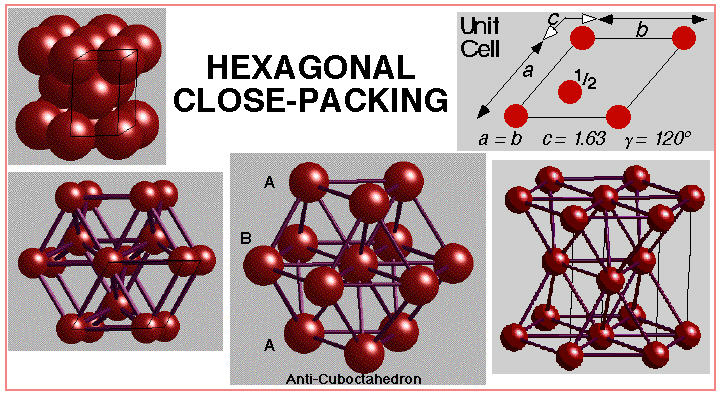 HEXAGONAL
CLOSE-PACKING
Unit
Cell
c
b
a
1/2
a = b c = 1.63 γ = 120°
A
B
A
Anti-Cuboctahedron